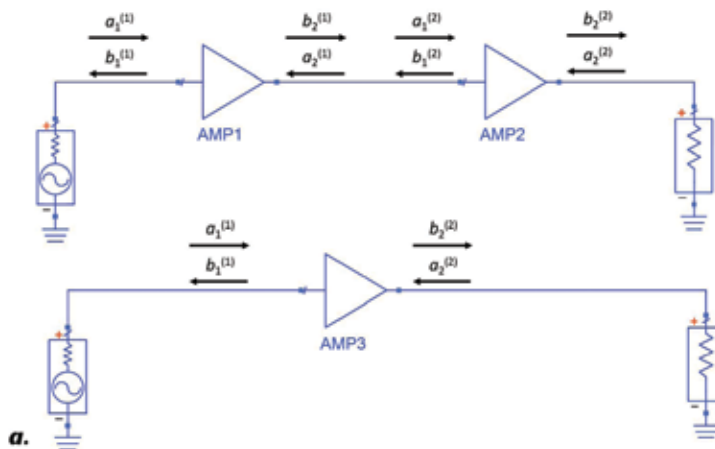 a₁⁽¹⁾ b₂⁽¹⁾ a₁⁽²⁾ b₂⁽²⁾
b₁⁽¹⁾ a₂⁽¹⁾ b₁⁽²⁾ a₂⁽²⁾
AMP1 AMP2
+ +
− −
a₁⁽¹⁾ b₂⁽²⁾
b₁⁽¹⁾ a₂⁽²⁾
AMP3
+ +
− −
a.